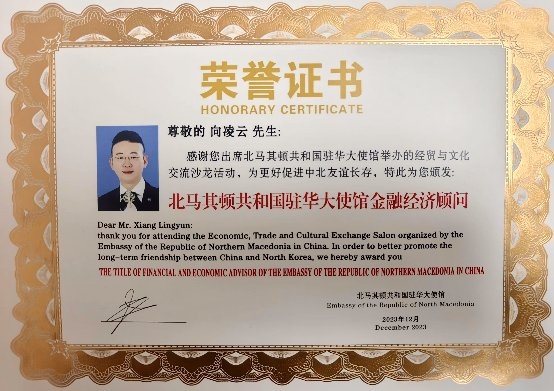 荣誉证书
HONORARY CERTIFICATE
尊敬的 向凌云 先生:
感谢您出席北马其顿共和国驻华大使馆举办的经贸与文化
交流沙龙活动，为更好促进中北友谊长存，特此为您颁发:
北马其顿共和国驻华大使馆金融经济顾问
Dear Mr. Xiang Lingyun:
thank you for attending the Economic, Trade and Cultural Exchange Salon organized by the
Embassy of the Republic of Northern Macedonia in China. In order to better promote the
long-term friendship between China and North Korea, we hereby award you
THE TITLE OF FINANCIAL AND ECONOMIC ADVISOR OF THE EMBASSY OF THE REPUBLIC OF NORTHERN MACEDONIA IN CHINA
北马其顿共和国驻华大使馆
Embassy of the Republic of North Macedonia
2023年12月
December 2023